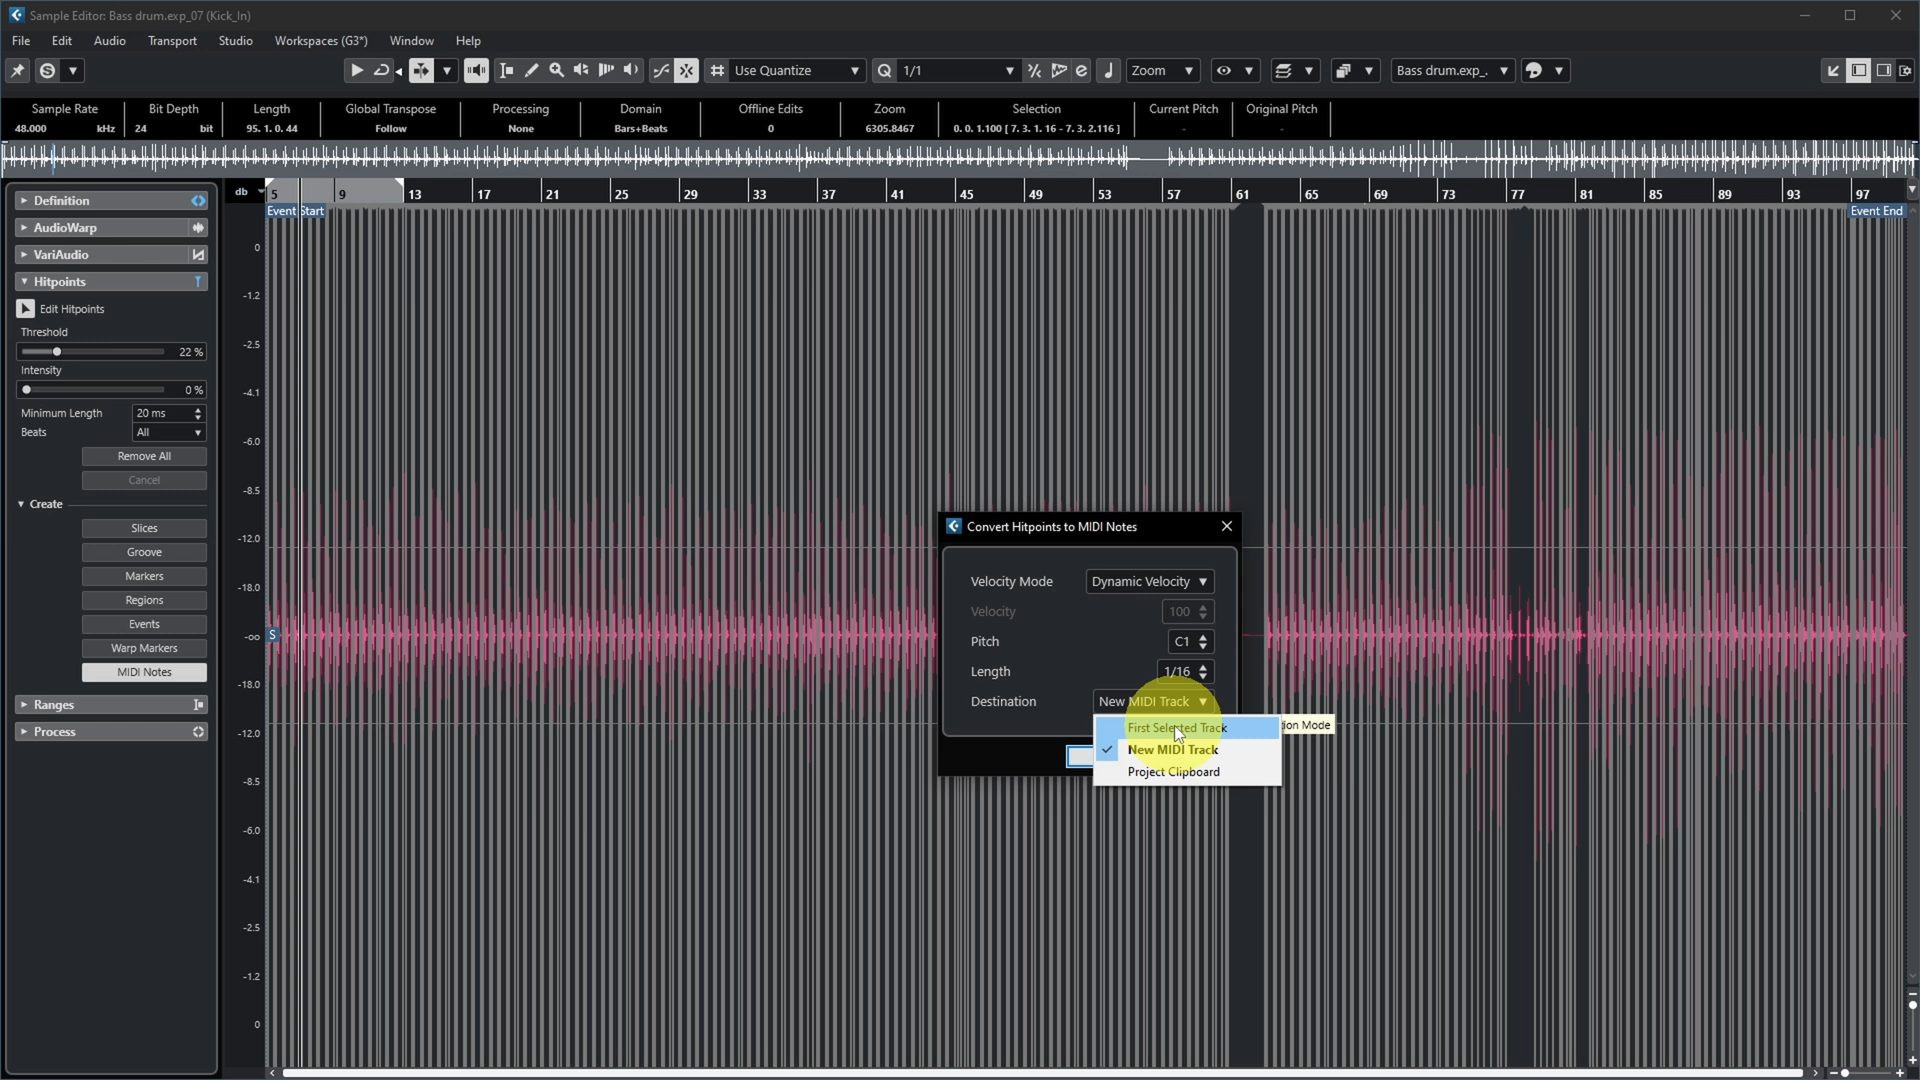 Sample Editor: Bass drum.exp_07 (Kick_In)
File Edit Audio Transport Studio Workspaces (G3*) Window Help
Use Quantize 1/1 Zoom Bass drum.exp_.
Sample Rate Bit Depth Length Global Transpose Processing Domain Offline Edits Zoom Selection Current Pitch Original Pitch
48.000 kHz 24 bit 95. 1. 0. 44 Follow None Bars+Beats 0 6305.8467 0. 0. 1.100 [ 7. 3. 1. 16 - 7. 3. 2.116 ] - -
db 5 9 13 17 21 25 29 33 37 41 45 49 53 57 61 65 69 73 77 81 85 89 93 97
Event Start Event End
Definition
AudioWarp
VariAudio
Hitpoints
Edit Hitpoints
Threshold
22 %
Intensity
0 %
Minimum Length 20 ms
Beats All
Remove All
Cancel
Create
Slices
Groove
Markers
Regions
Events
Warp Markers
MIDI Notes
Ranges
Process
0
-1.2
-2.5
-4.1
-6.0
-8.5
-12.0
-18.0
-oo
S
-18.0
-12.0
-8.5
-6.0
-4.1
-2.5
-1.2
0
Convert Hitpoints to MIDI Notes
Velocity Mode Dynamic Velocity
Velocity 100
Pitch C1
Length 1/16
Destination New MIDI Track
First Selected Track
New MIDI Track
Project Clipboard
Mode